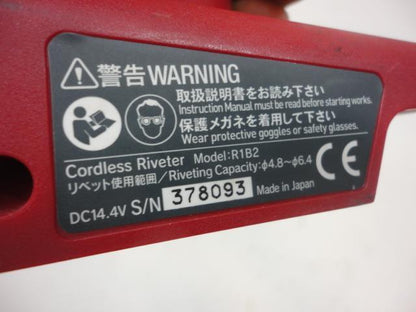 警告 WARNING
取扱説明書をお読み下さい
Instruction Manual must be read before starting works.
保護メガネを着用して下さい
Wear protective goggles or safety glasses.
Cordless Riveter Model:R1B2
リベット使用範囲/Riveting Capacity:φ4.8～φ6.4
DC14.4V S/N 378093 Made in Japan
CE